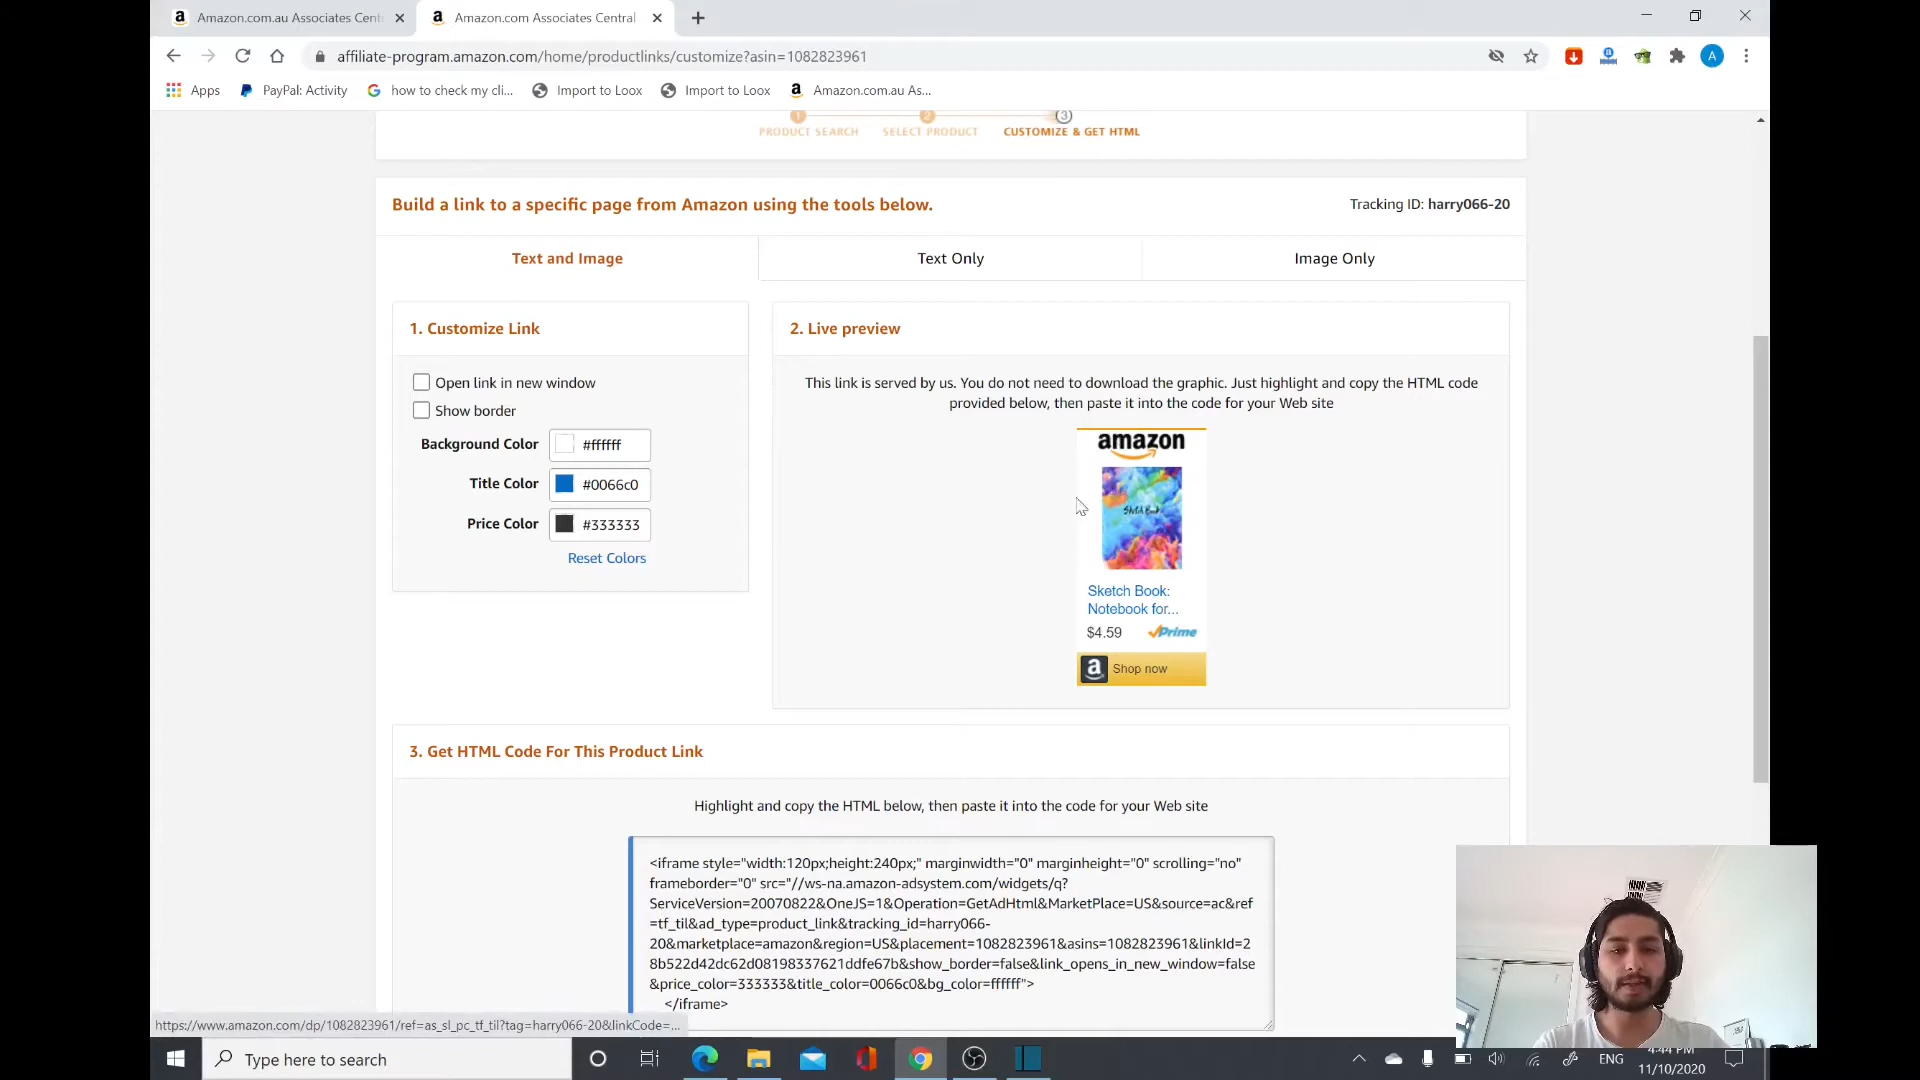 Amazon.com.au Associates Cent
Amazon.com Associates Central
affiliate-program.amazon.com/home/productlinks/customize?asin=1082823961
A
Apps
PayPal: Activity
how to check my cli...
Import to Loox
Import to Loox
Amazon.com.au As...
1
2
3
PRODUCT SEARCH
SELECT PRODUCT
CUSTOMIZE & GET HTML
Build a link to a specific page from Amazon using the tools below.
Tracking ID: harry066-20
Text and Image
Text Only
Image Only
1. Customize Link
Open link in new window
Show border
Background Color
#ffffff
Title Color
#0066c0
Price Color
#333333
Reset Colors
2. Live preview
This link is served by us. You do not need to download the graphic. Just highlight and copy the HTML code
provided below, then paste it into the code for your Web site
amazon
Sketch Book
Sketch Book:
Notebook for...
$4.59
Prime
a
Shop now
3. Get HTML Code For This Product Link
Highlight and copy the HTML below, then paste it into the code for your Web site
<iframe style="width:120px;height:240px;" marginwidth="0" marginheight="0" scrolling="no"
frameborder="0" src="//ws-na.amazon-adsystem.com/widgets/q?
ServiceVersion=20070822&OneJS=1&Operation=GetAdHtml&MarketPlace=US&source=ac&ref
=tf_til&ad_type=product_link&tracking_id=harry066-
20&marketplace=amazon&region=US&placement=1082823961&asins=1082823961&linkId=2
8b522d42dc62d08198337621ddfe67b&show_border=false&link_opens_in_new_window=false
&price_color=333333&title_color=0066c0&bg_color=ffffff">
</iframe>
https://www.amazon.com/dp/1082823961/ref=as_sl_pc_tf_til?tag=harry066-20&linkCode=...
Type here to search
ENG
4:44 PM
11/10/2020